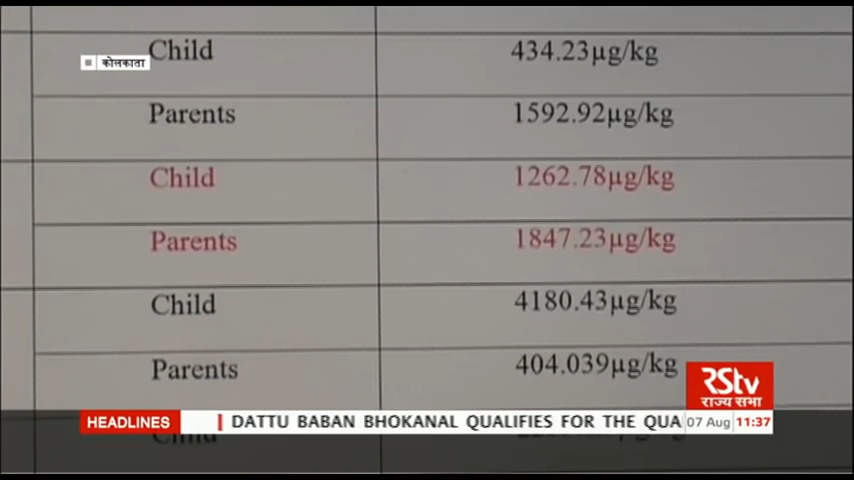 कोलकाता
Child 434.23µg/kg
Parents 1592.92µg/kg
Child 1262.78µg/kg
Parents 1847.23µg/kg
Child 4180.43µg/kg
Parents 404.039µg/kg
RStv
राज्य सभा
HEADLINES DATTU BABAN BHOKANAL QUALIFIES FOR THE QUA 07 Aug 11:37
Child